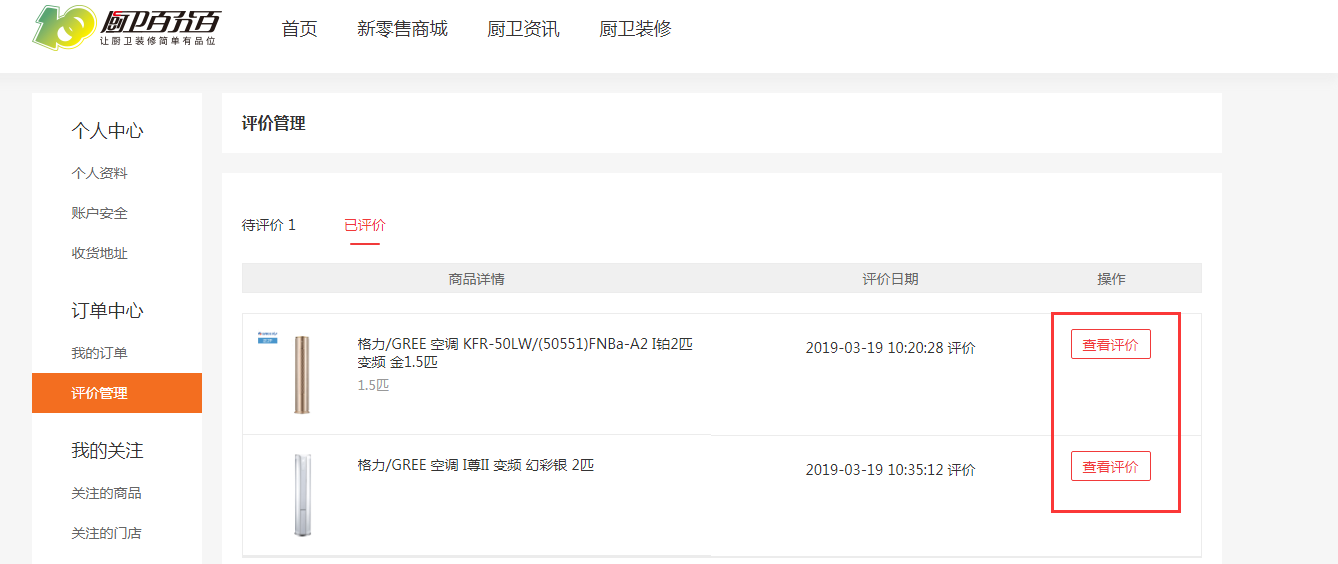 厨卫百分百
让厨卫装修简单有品位
首页 新零售商城 厨卫资讯 厨卫装修
个人中心
个人资料
账户安全
收货地址
订单中心
我的订单
评价管理
我的关注
关注的商品
关注的门店
评价管理
待评价 1 已评价
商品详情 评价日期 操作
格力/GREE 空调 KFR-50LW/(50551)FNBa-A2 I铂2匹
变频 金1.5匹
1.5匹
2019-03-19 10:20:28 评价
查看评价
格力/GREE 空调 I尊II 变频 幻彩银 2匹
2019-03-19 10:35:12 评价
查看评价